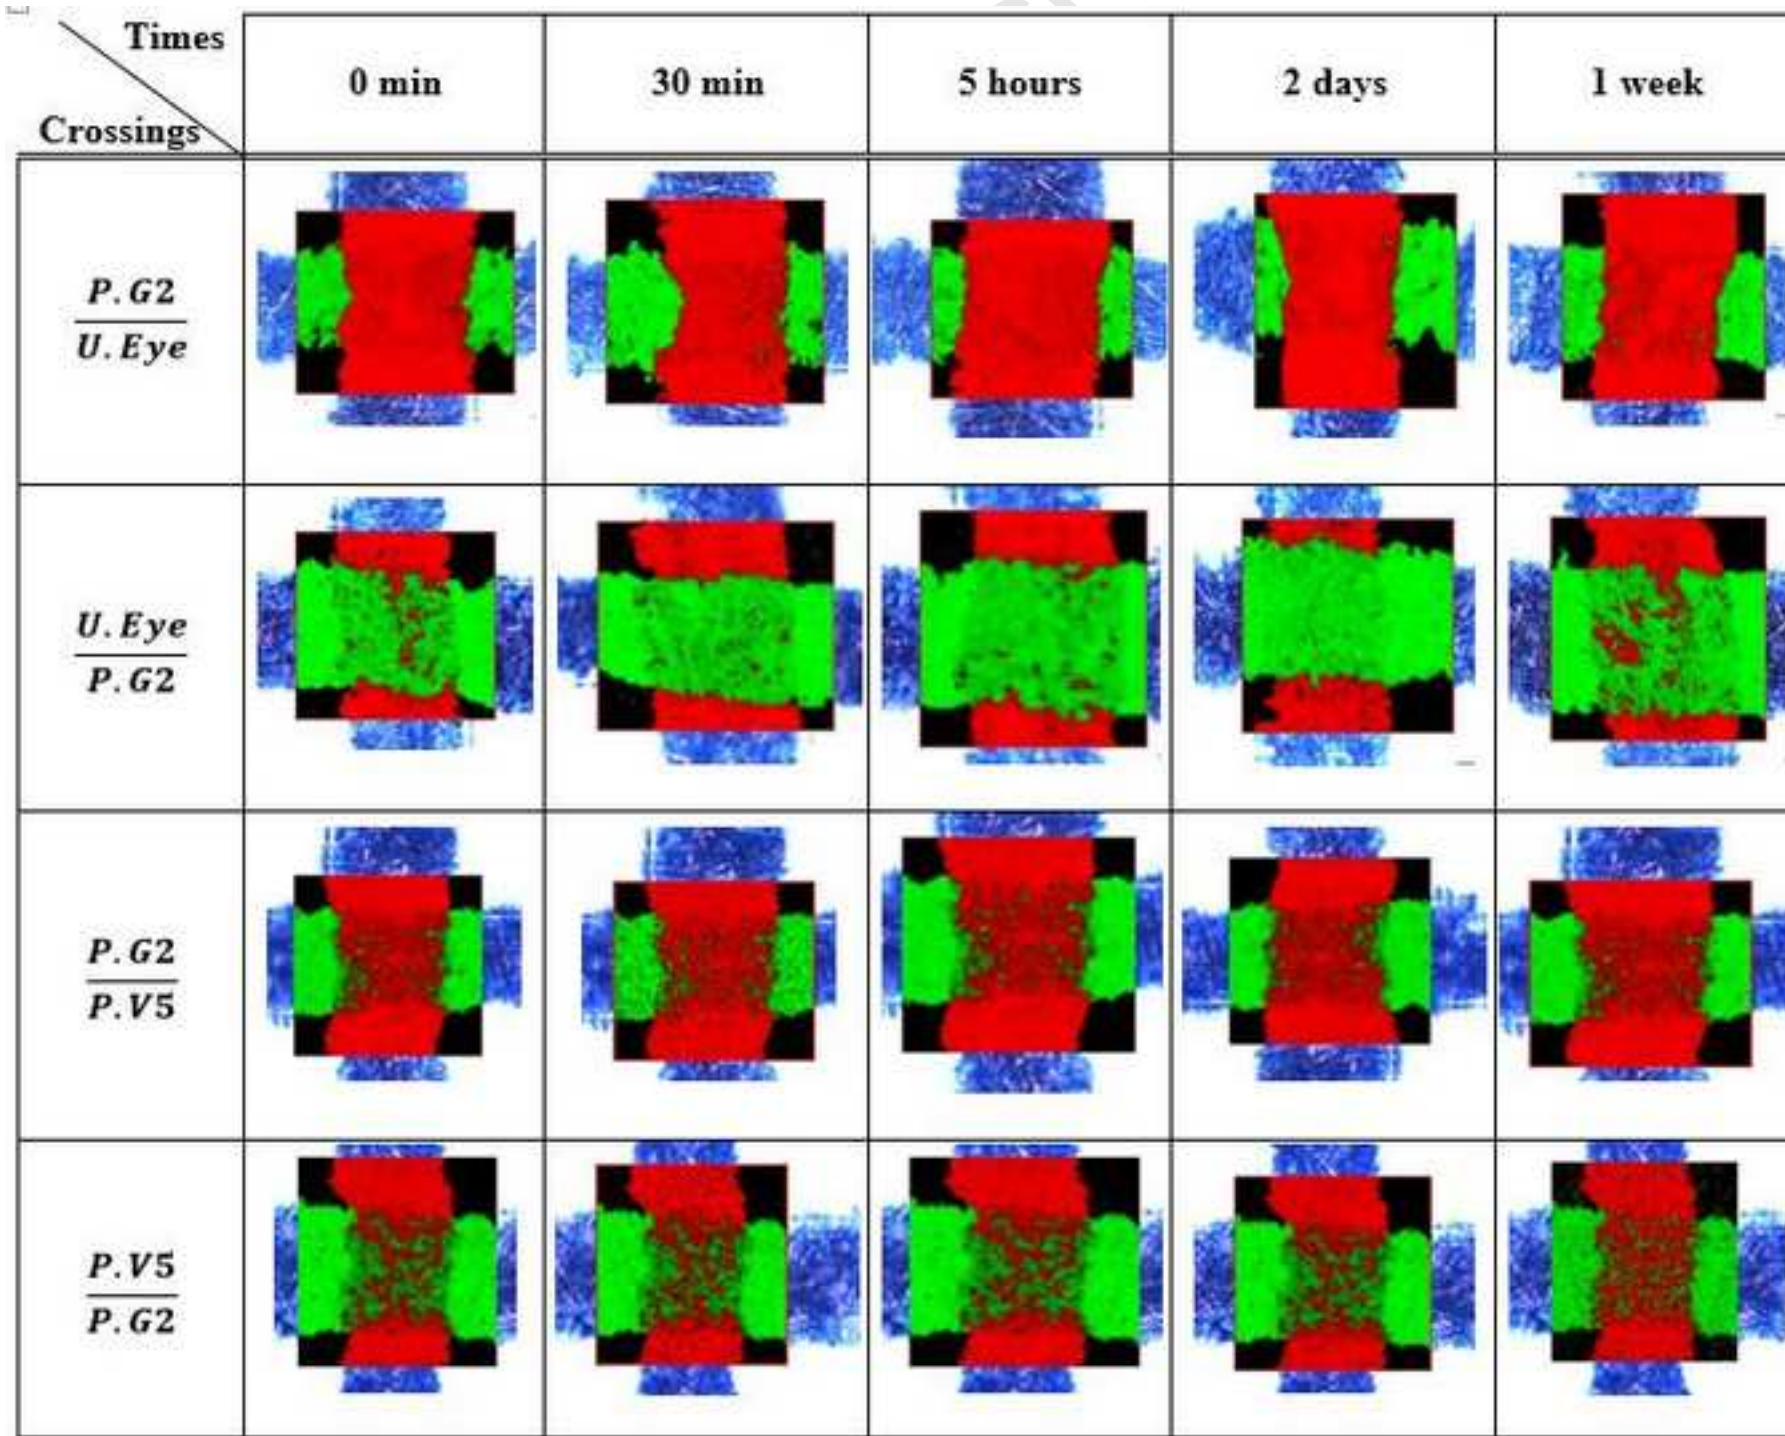 Times
Crossings
0 min
30 min
5 hours
2 days
1 week
P.G2
U.Eye
U.Eye
P.G2
P.G2
P.V5
P.V5
P.G2